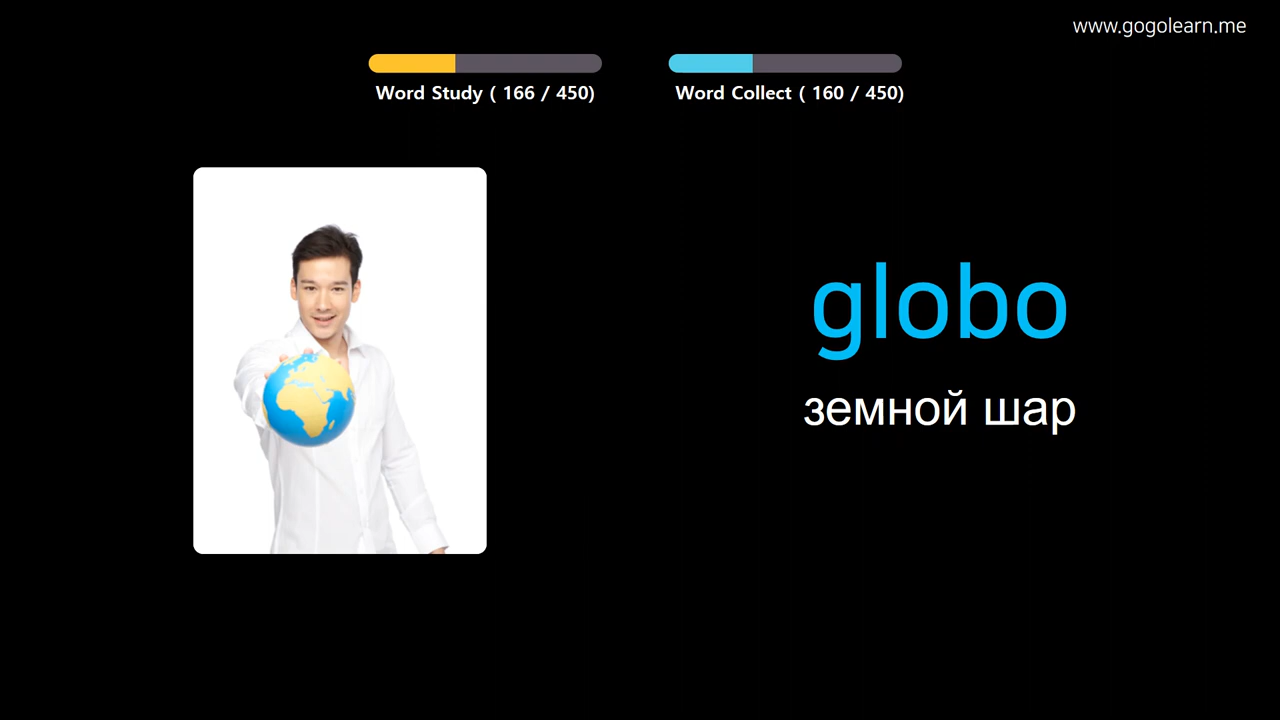 www.gogolearn.me
Word Study ( 166 / 450)
Word Collect ( 160 / 450)
globo
земной шар